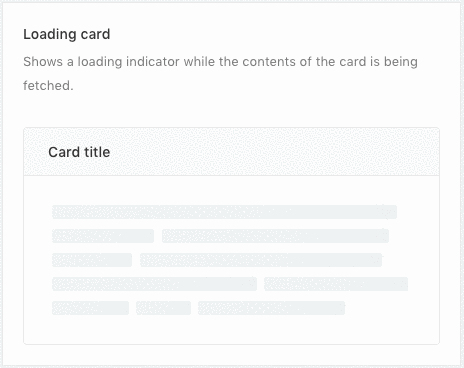 Loading card
Shows a loading indicator while the contents of the card is being
fetched.
Card title